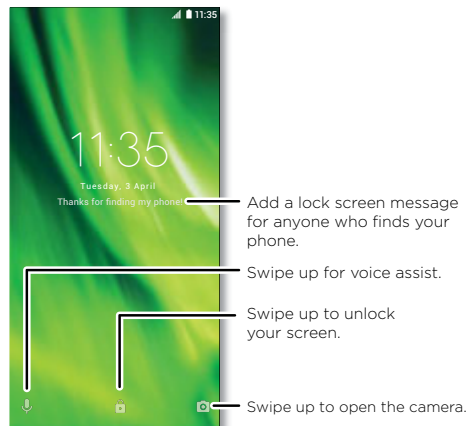 11:35
11:35
Tuesday, 3 April
Thanks for finding my phone!
Add a lock screen message
for anyone who finds your
phone.
Swipe up for voice assist.
Swipe up to unlock
your screen.
Swipe up to open the camera.